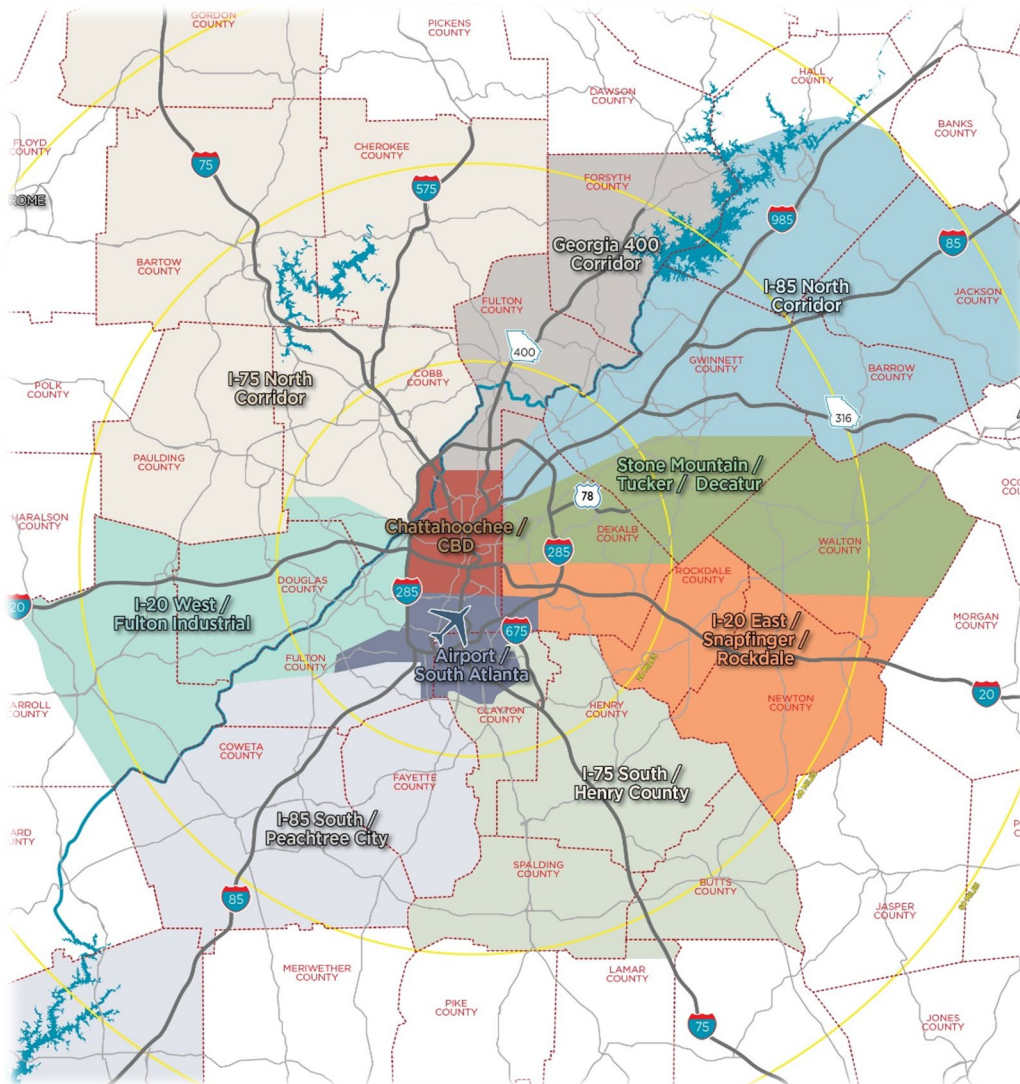 GORDON
COUNTY
PICKENS
COUNTY
DAWSON
COUNTY
HALL
COUNTY
BANKS
COUNTY
FLOYD
COUNTY
CHEROKEE
COUNTY
75
575
FORSYTH
COUNTY
985
85
ROME
BARTOW
COUNTY
Georgia 400
Corridor
I-85 North
Corridor
JACKSON
COUNTY
FULTON
COUNTY
400
GWINNETT
COUNTY
BARROW
COUNTY
316
POLK
COUNTY
I-75 North
Corridor
COBB
COUNTY
PAULDING
COUNTY
Stone Mountain /
Tucker / Decatur
78
HARALSON
COUNTY
Chattahoochee /
CBD
DEKALB
COUNTY
WALTON
COUNTY
285
20
DOUGLAS
COUNTY
285
ROCKDALE
COUNTY
I-20 West /
Fulton Industrial
675
I-20 East /
Snapfinger /
Rockdale
MORGAN
COUNTY
FULTON
COUNTY
Airport /
South Atlanta
20
ARROLL
COUNTY
CLAYTON
COUNTY
HENRY
COUNTY
NEWTON
COUNTY
COWETA
COUNTY
FAYETTE
COUNTY
I-75 South /
Henry County
MILES
I-85 South /
Peachtree City
ARD
UNTY
SPALDING
COUNTY
BUTTS
COUNTY
85
JASPER
COUNTY
MILES
MERIWETHER
COUNTY
LAMAR
COUNTY
PIKE
COUNTY
75
JONES
COUNTY